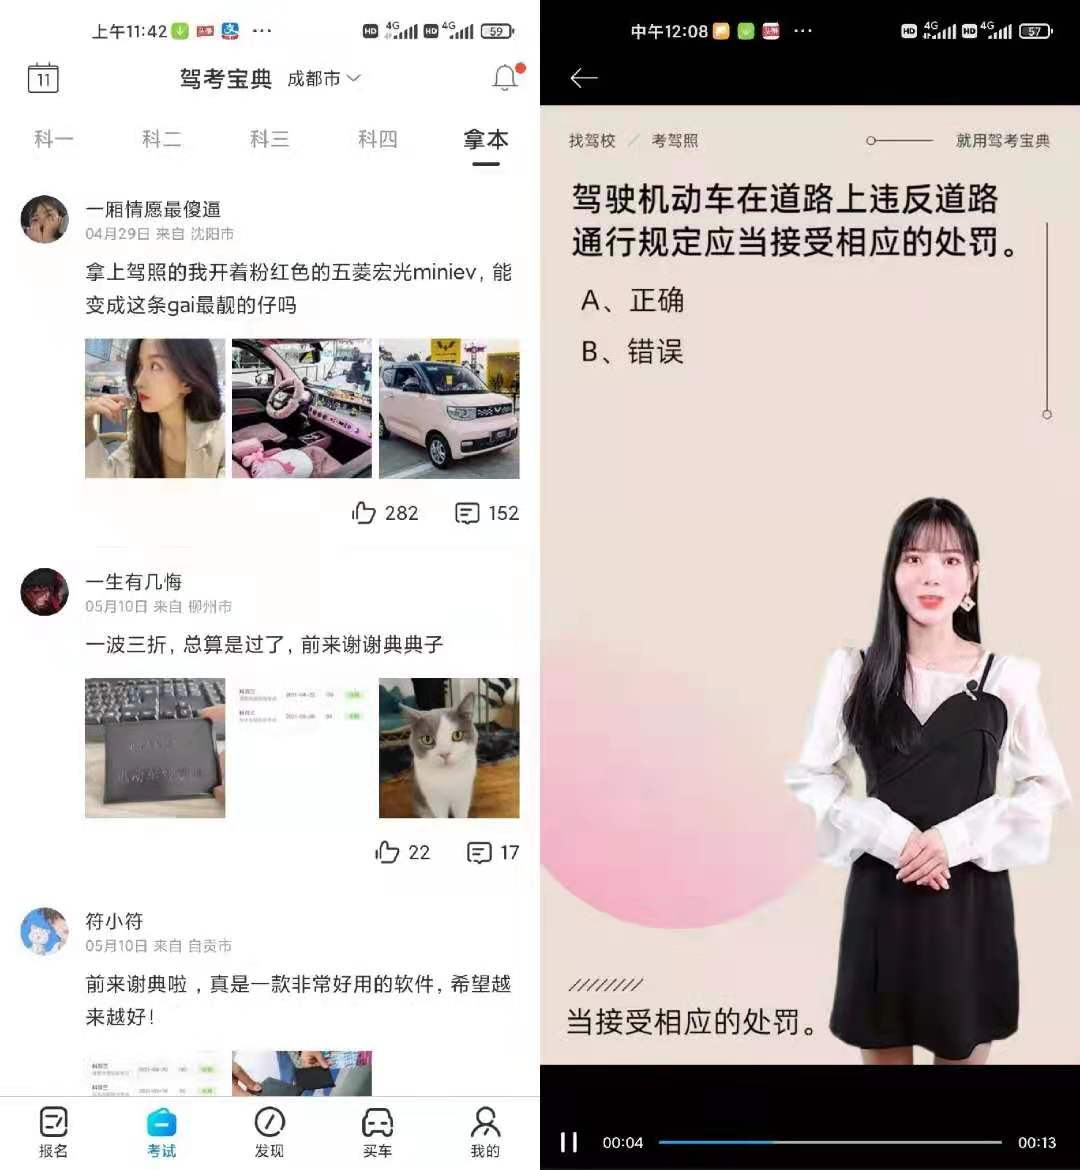 上午11:42
HD 4G HD 4G 59
11
驾考宝典 成都市
科一 科二 科三 科四 拿本
一厢情愿最傻逼
04月29日 来自 沈阳市
拿上驾照的我开着粉红色的五菱宏光miniev，能
变成这条gai最靓的仔吗
282 152
一生有几悔
05月10日 来自 柳州市
一波三折，总算是过了，前来谢谢典典子
22 17
符小符
05月10日 来自 自贡市
前来谢典啦，真是一款非常好用的软件，希望越
来越好！
报名 考试 发现 买车 我的
中午12:08
HD 4G HD 4G 57
找驾校 / 考驾照
就用驾考宝典
驾驶机动车在道路上违反道路
通行规定应当接受相应的处罚。
A、正确
B、错误
当接受相应的处罚。
00:04 00:13